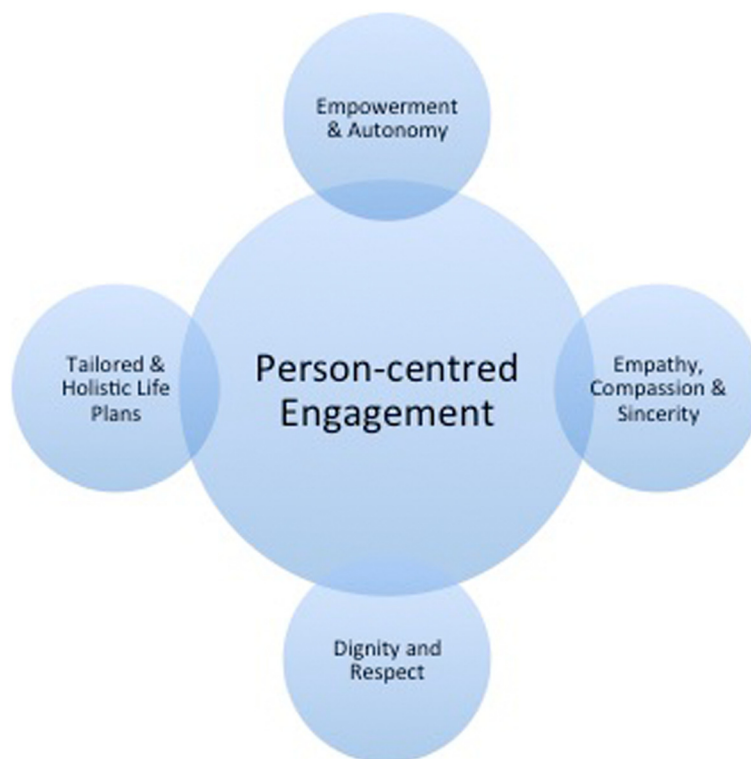 Empowerment
& Autonomy
Tailored &
Holistic Life
Plans
Person-centred
Engagement
Empathy,
Compassion &
Sincerity
Dignity and
Respect